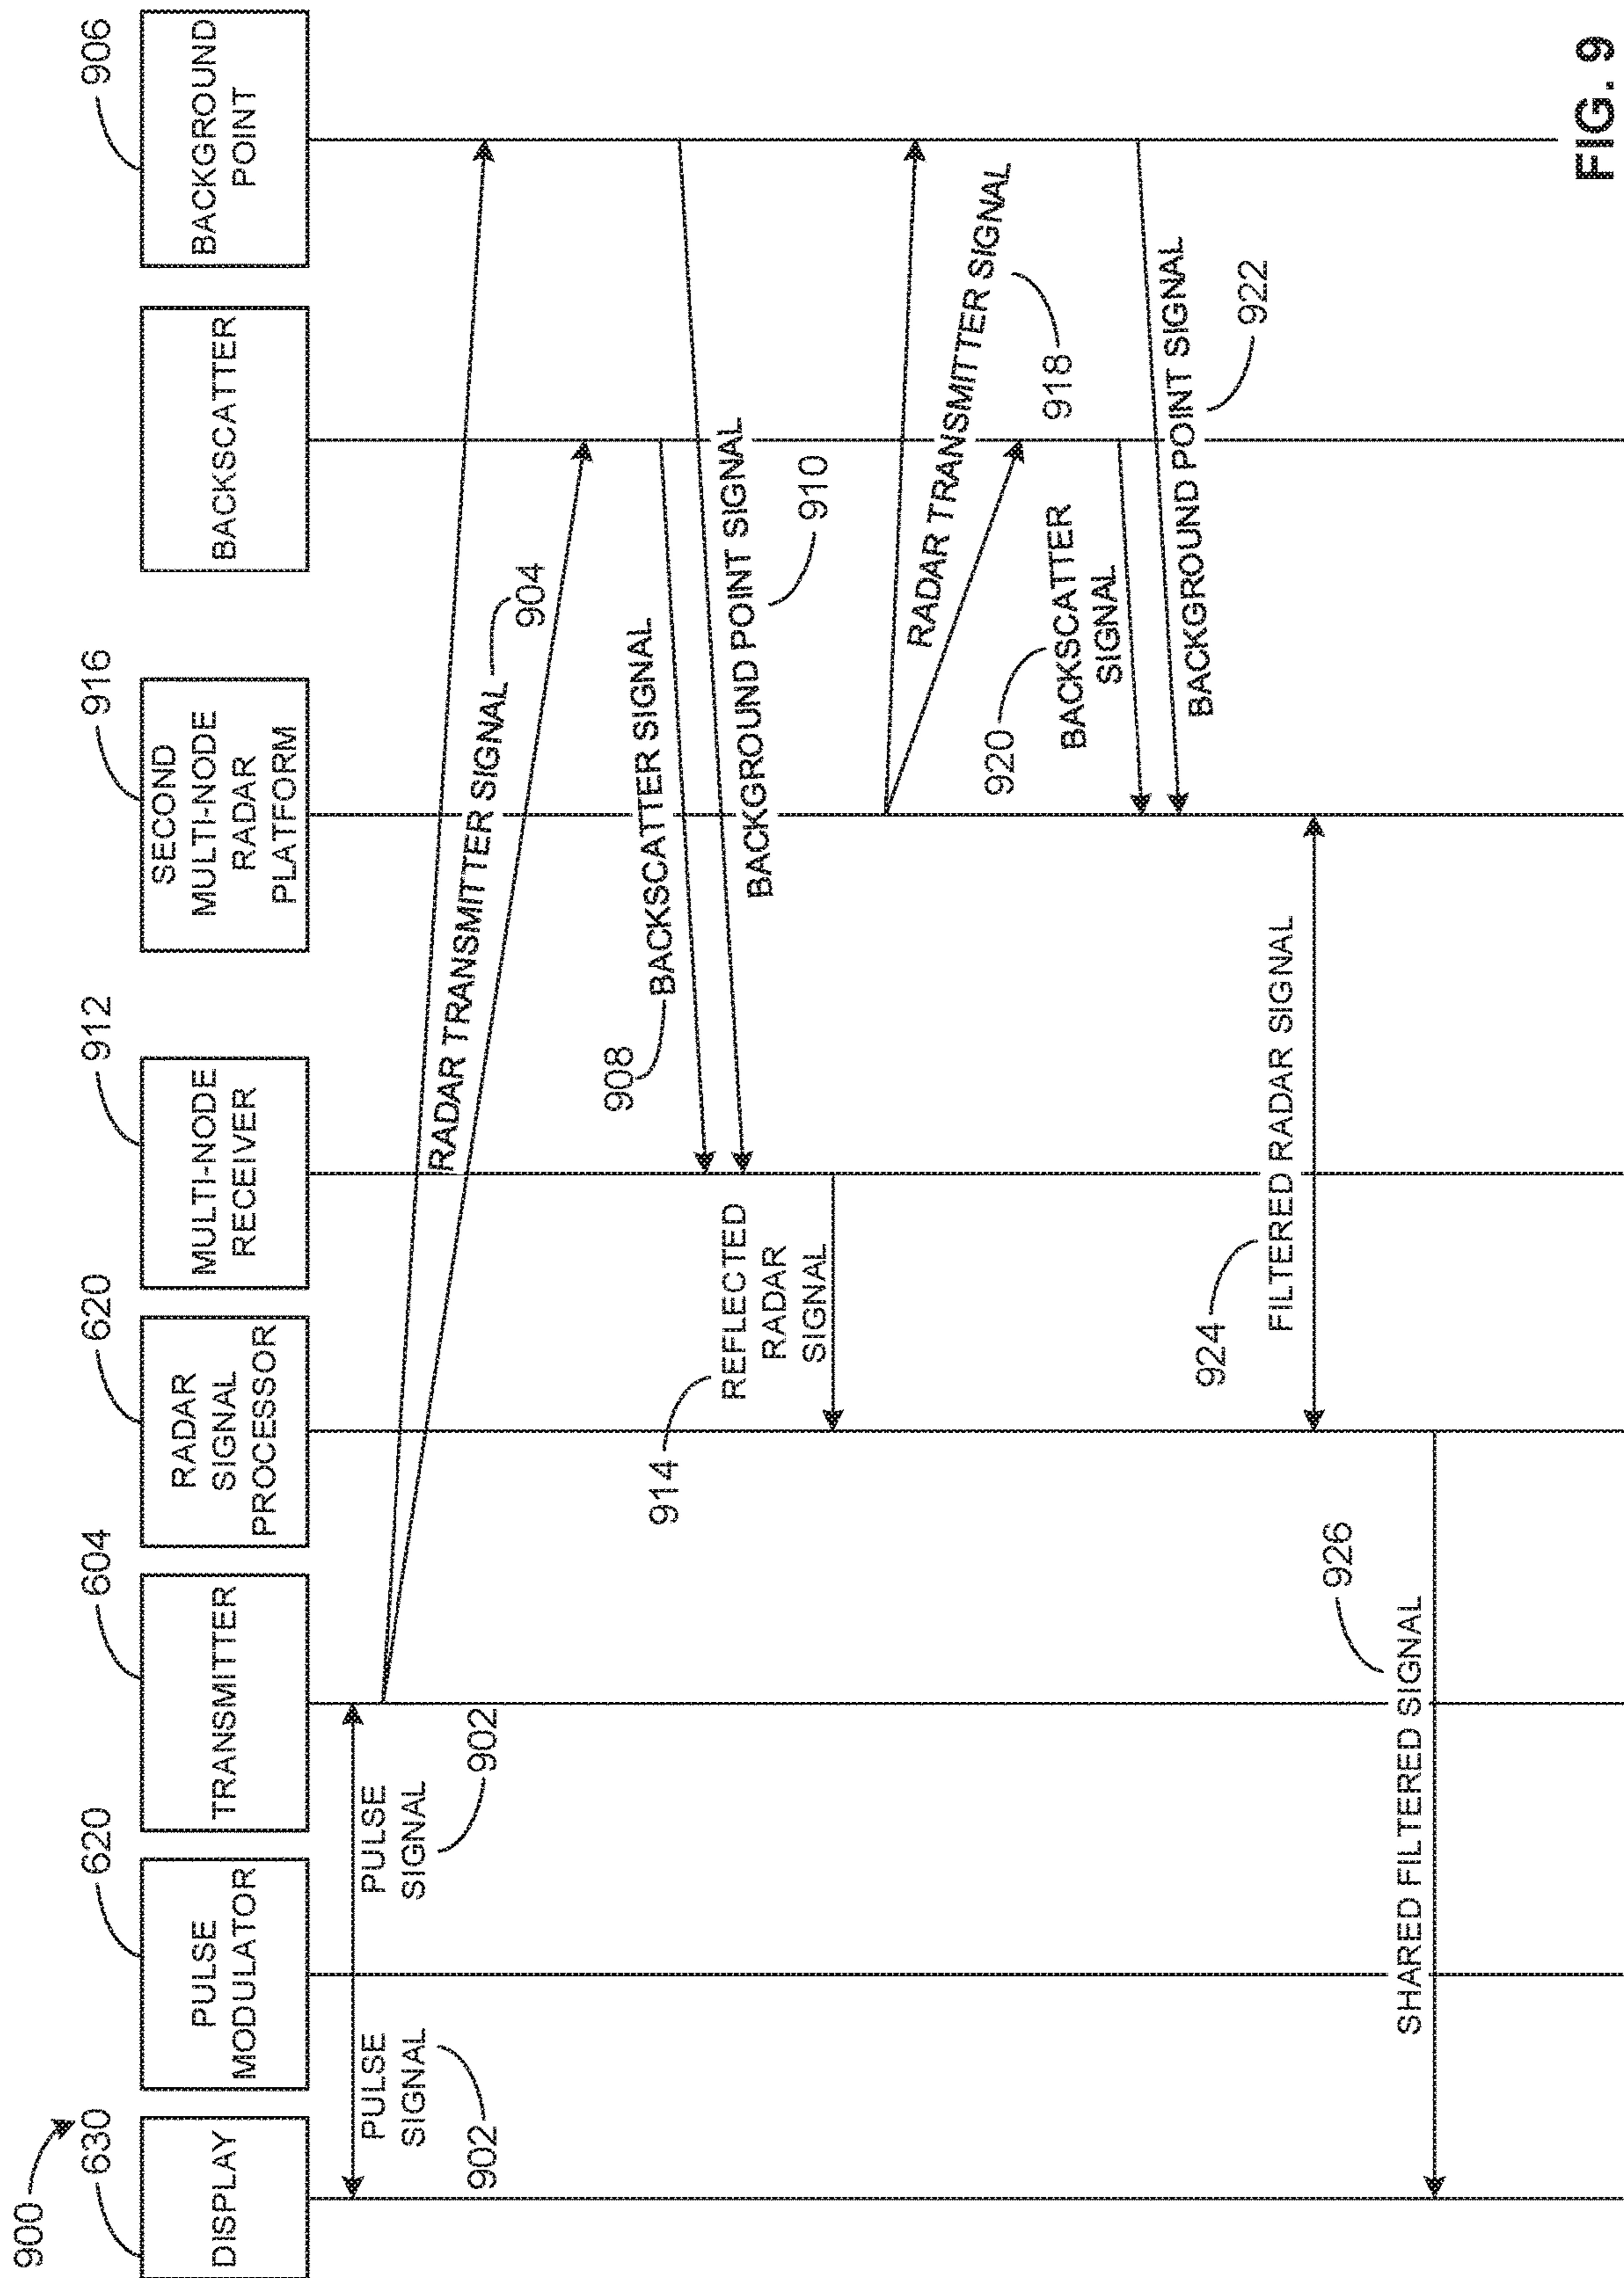 900
630
DISPLAY
620
PULSE
MODULATOR
604
TRANSMITTER
620
RADAR
SIGNAL
PROCESSOR
912
MULTI-NODE
RECEIVER
916
SECOND
MULTI-NODE
RADAR
PLATFORM
BACKSCATTER
906
BACKGROUND
POINT
PULSE
SIGNAL
902
PULSE
SIGNAL
902
RADAR TRANSMITTER SIGNAL
904
908
BACKSCATTER SIGNAL
BACKGROUND POINT SIGNAL
910
914
REFLECTED
RADAR
SIGNAL
RADAR TRANSMITTER SIGNAL
918
920
BACKSCATTER
SIGNAL
BACKGROUND POINT SIGNAL
922
924
FILTERED RADAR SIGNAL
926
SHARED FILTERED SIGNAL
FIG. 9